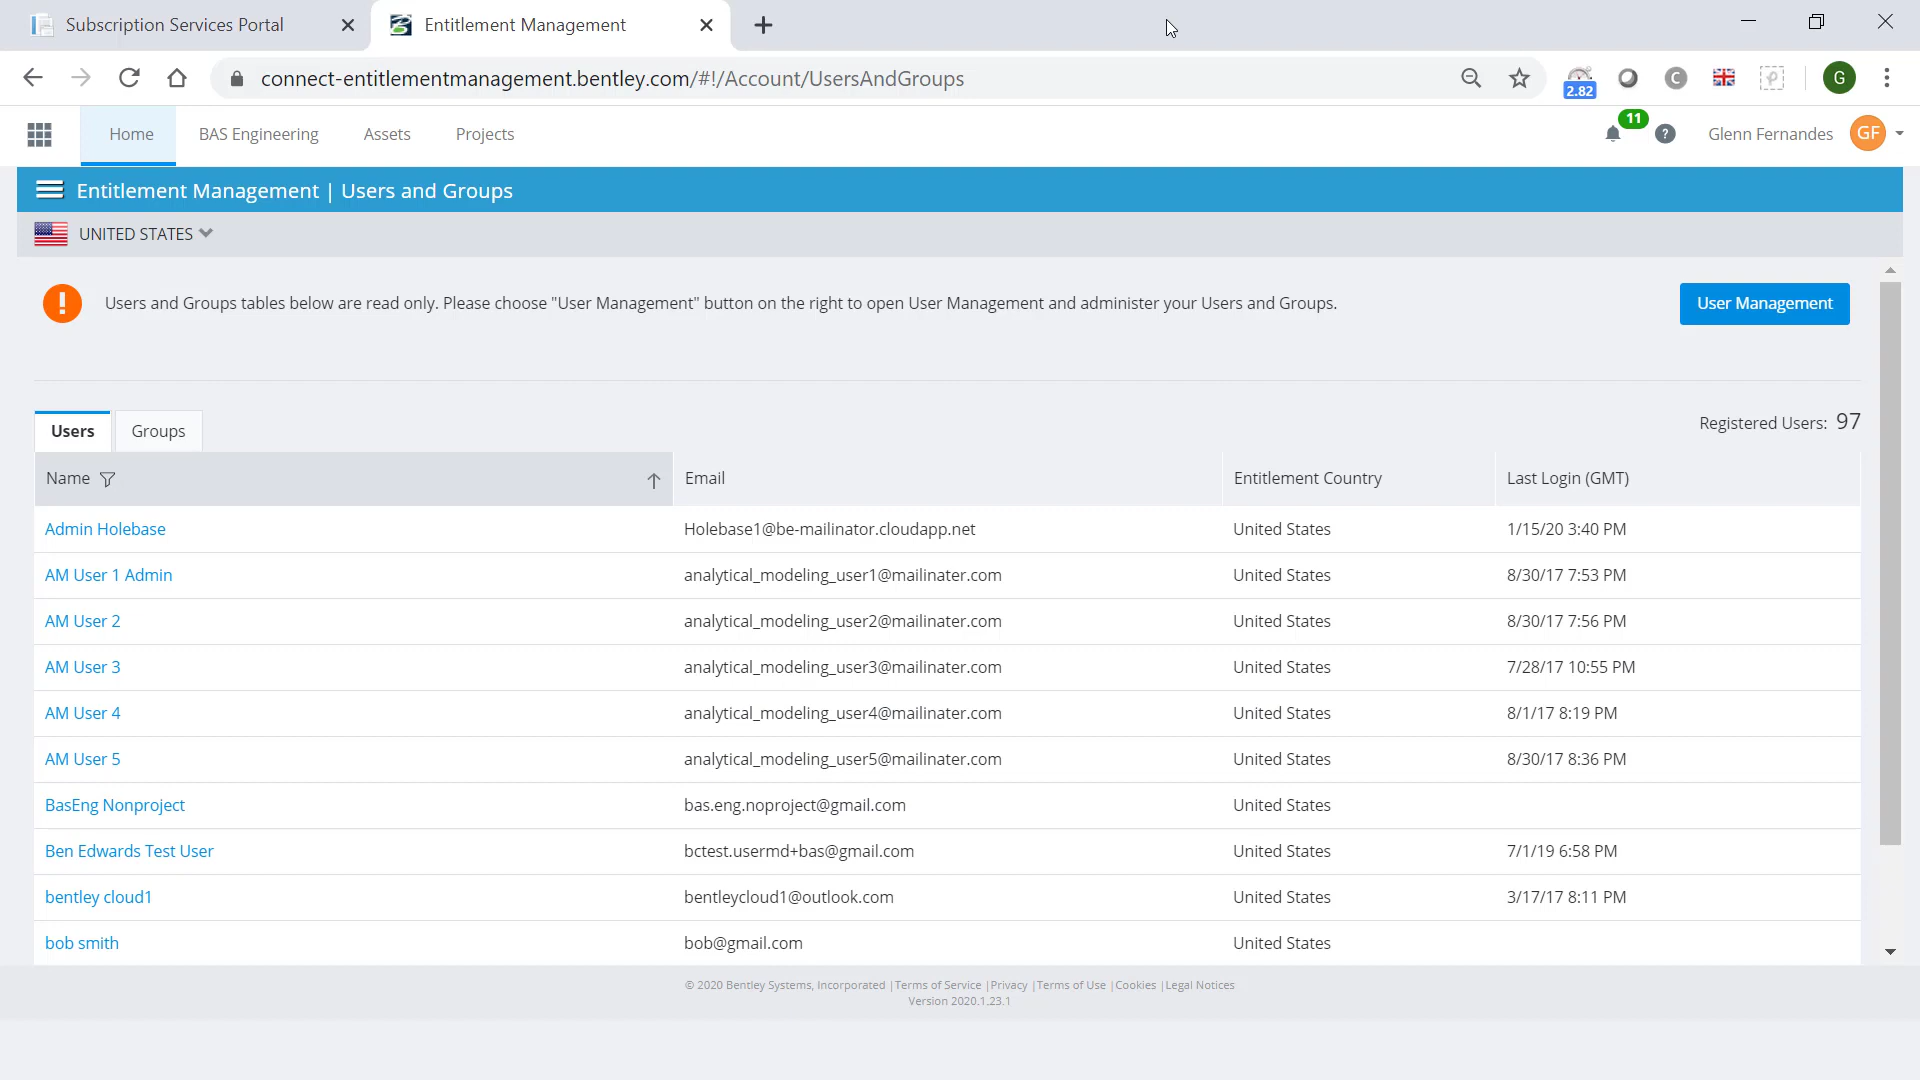 Subscription Services Portal
Entitlement Management
connect-entitlementmanagement.bentley.com/#!/Account/UsersAndGroups
2.82
C
G
Home
BAS Engineering
Assets
Projects
11
?
Glenn Fernandes
GF
Entitlement Management | Users and Groups
UNITED STATES
Users and Groups tables below are read only. Please choose "User Management" button on the right to open User Management and administer your Users and Groups.
User Management
Users
Groups
Registered Users: 97
Name Email Entitlement Country Last Login (GMT)
Admin Holebase Holebase1@be-mailinator.cloudapp.net United States 1/15/20 3:40 PM
AM User 1 Admin analytical_modeling_user1@mailinater.com United States 8/30/17 7:53 PM
AM User 2 analytical_modeling_user2@mailinater.com United States 8/30/17 7:56 PM
AM User 3 analytical_modeling_user3@mailinater.com United States 7/28/17 10:55 PM
AM User 4 analytical_modeling_user4@mailinater.com United States 8/1/17 8:19 PM
AM User 5 analytical_modeling_user5@mailinater.com United States 8/30/17 8:36 PM
BasEng Nonproject bas.eng.noproject@gmail.com United States
Ben Edwards Test User bctest.usermd+bas@gmail.com United States 7/1/19 6:58 PM
bentley cloud1 bentleycloud1@outlook.com United States 3/17/17 8:11 PM
bob smith bob@gmail.com United States
© 2020 Bentley Systems, Incorporated |Terms of Service |Privacy |Terms of Use |Cookies |Legal Notices
Version 2020.1.23.1